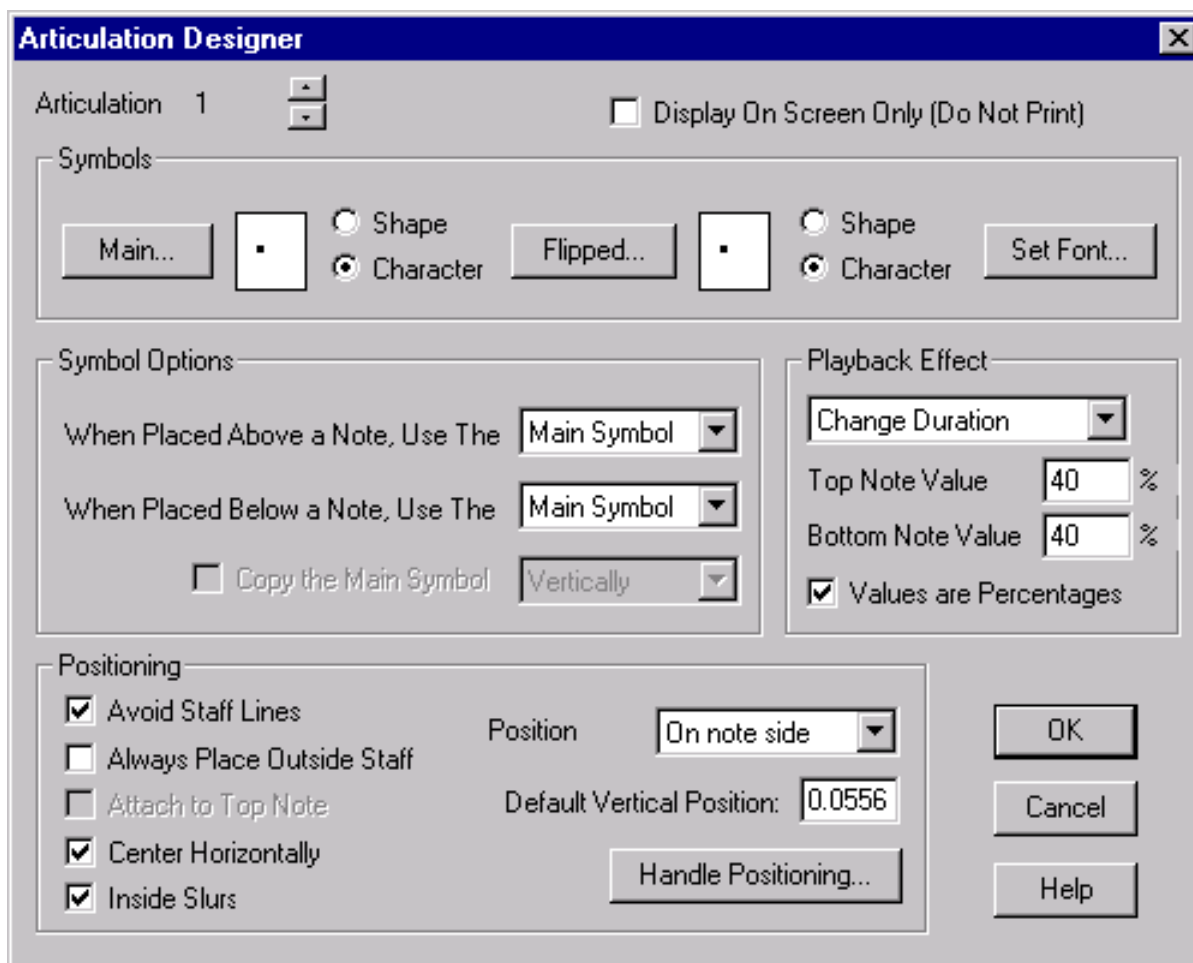 Articulation Designer
Articulation 1
Display On Screen Only (Do Not Print)
Symbols
Main...
Shape
Character
Flipped...
Shape
Character
Set Font...
Symbol Options
When Placed Above a Note, Use The Main Symbol
When Placed Below a Note, Use The Main Symbol
Copy the Main Symbol Vertically
Playback Effect
Change Duration
Top Note Value 40 %
Bottom Note Value 40 %
Values are Percentages
Positioning
Avoid Staff Lines
Always Place Outside Staff
Attach to Top Note
Center Horizontally
Inside Slurs
Position On note side
Default Vertical Position: 0.0556
Handle Positioning...
OK
Cancel
Help